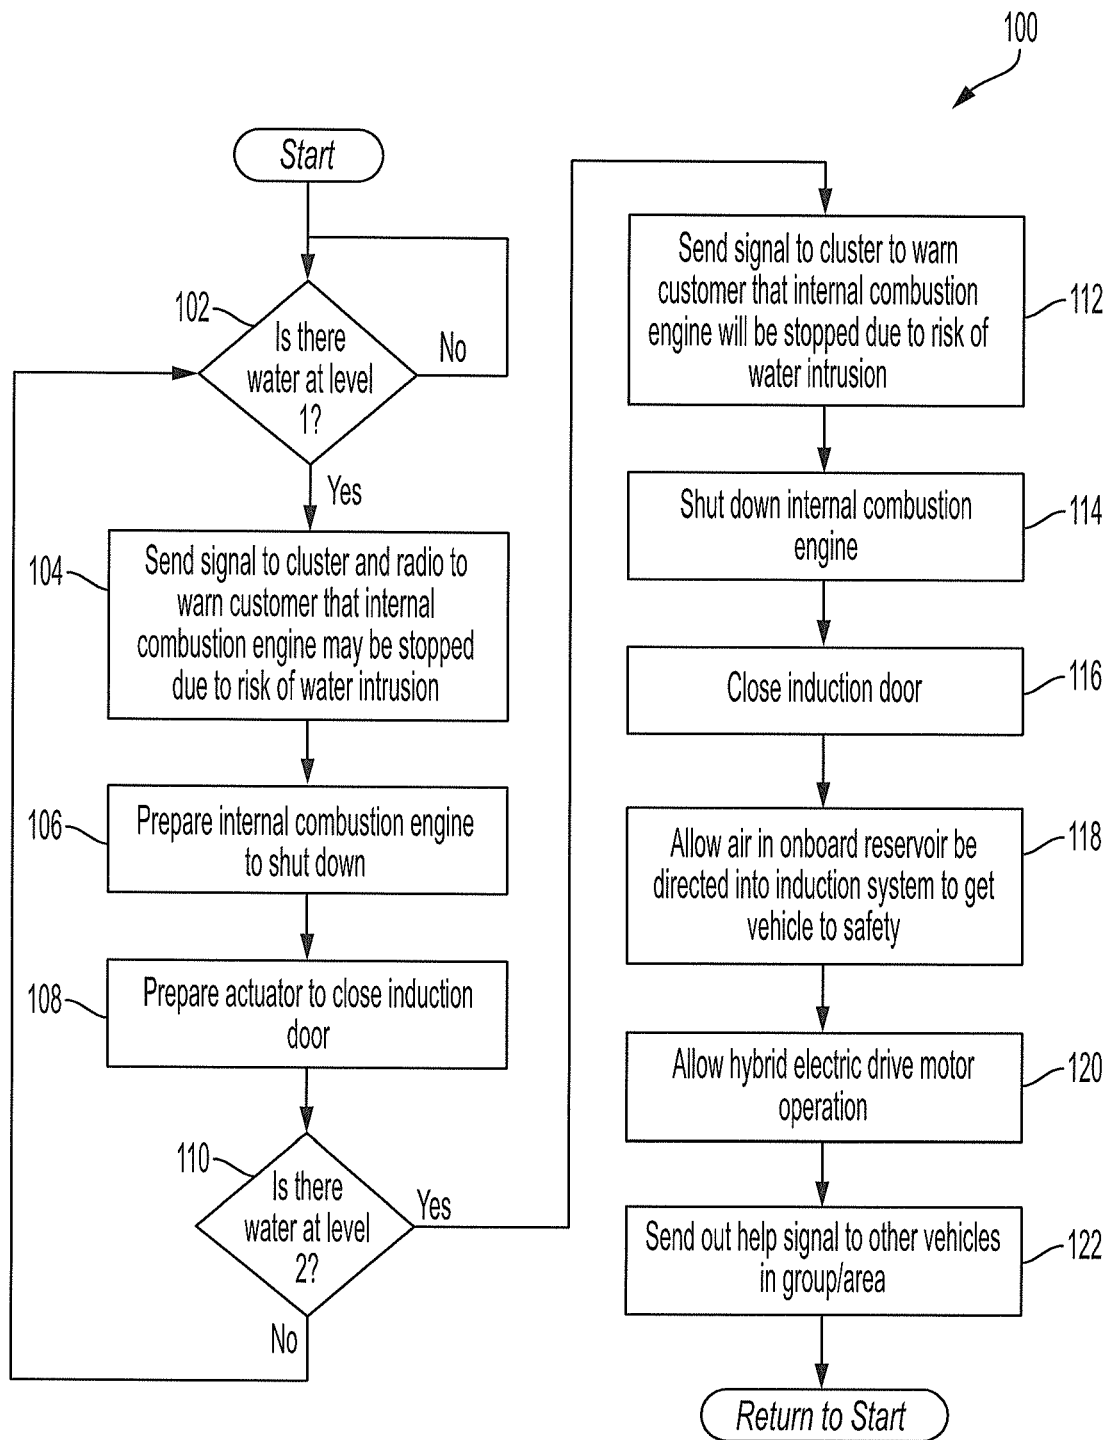 100
Start
102
Is there
water at level
1?
No
Yes
104
Send signal to cluster and radio to
warn customer that internal
combustion engine may be stopped
due to risk of water intrusion
106
Prepare internal combustion engine
to shut down
108
Prepare actuator to close induction
door
110
Is there
water at level
2?
Yes
No
Send signal to cluster to warn
customer that internal combustion
engine will be stopped due to risk of
water intrusion
112
Shut down internal combustion
engine
114
Close induction door
116
Allow air in onboard reservoir be
directed into induction system to get
vehicle to safety
118
Allow hybrid electric drive motor
operation
120
Send out help signal to other vehicles
in group/area
122
Return to Start